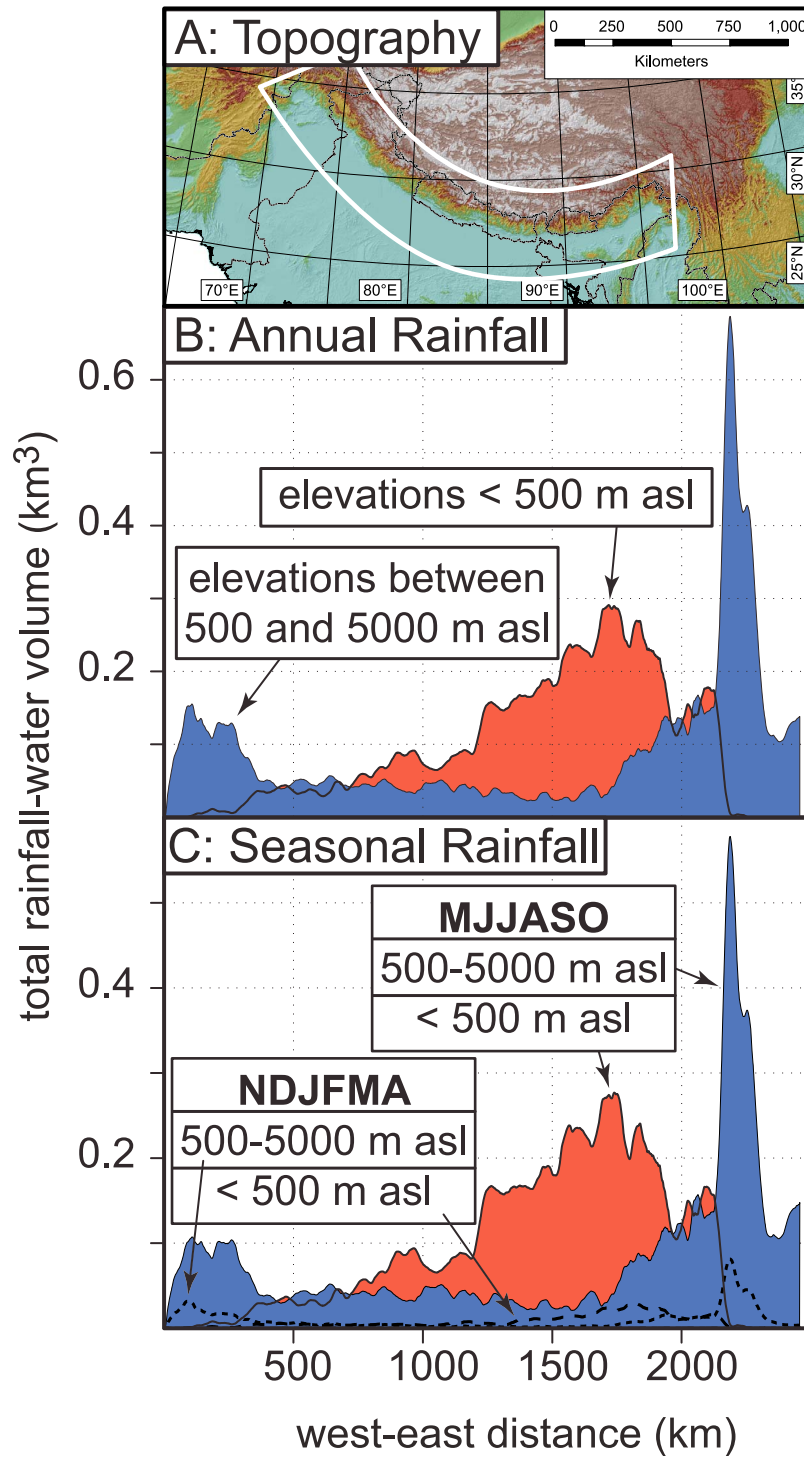 A: Topography
0 250 500 750 1,000
Kilometers
35°
30°N
25°N
70°E 80°E 90°E 100°E
B: Annual Rainfall
0.6
0.4
0.2
elevations < 500 m asl
elevations between
500 and 5000 m asl
total rainfall-water volume (km³)
C: Seasonal Rainfall
0.4
0.2
MJJASO
500-5000 m asl
< 500 m asl
NDJFMA
500-5000 m asl
< 500 m asl
500 1000 1500 2000
west-east distance (km)